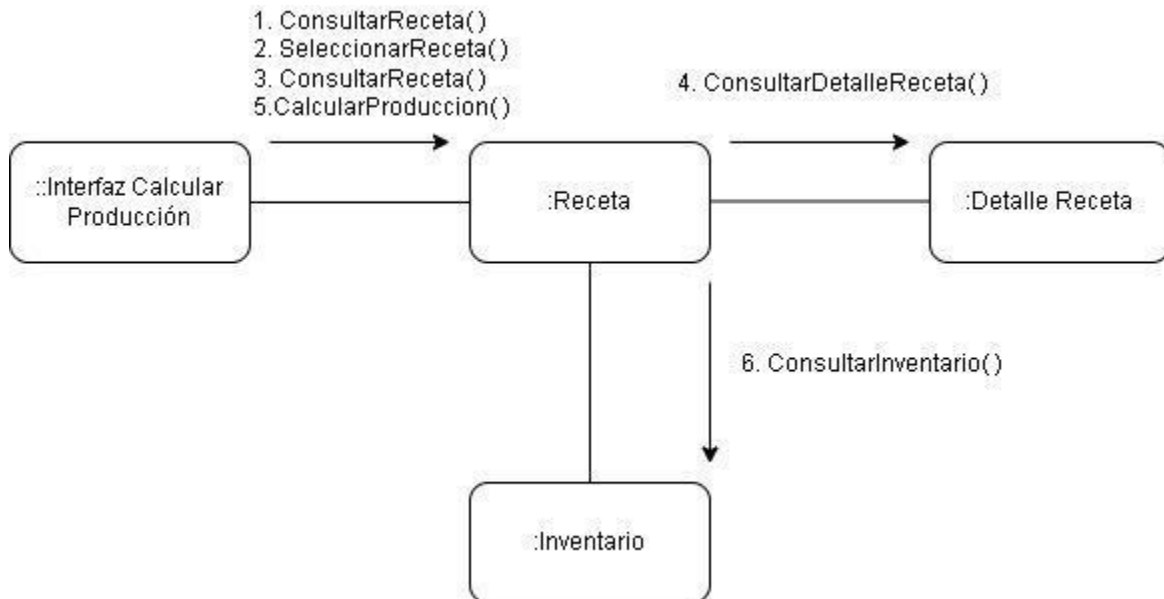 1. ConsultarReceta()
2. SeleccionarReceta()
3. ConsultarReceta()
5.CalcularProduccion()
4. ConsultarDetalleReceta()
::Interfaz Calcular
Producción
:Receta
:Detalle Receta
6. ConsultarInventario()
:Inventario